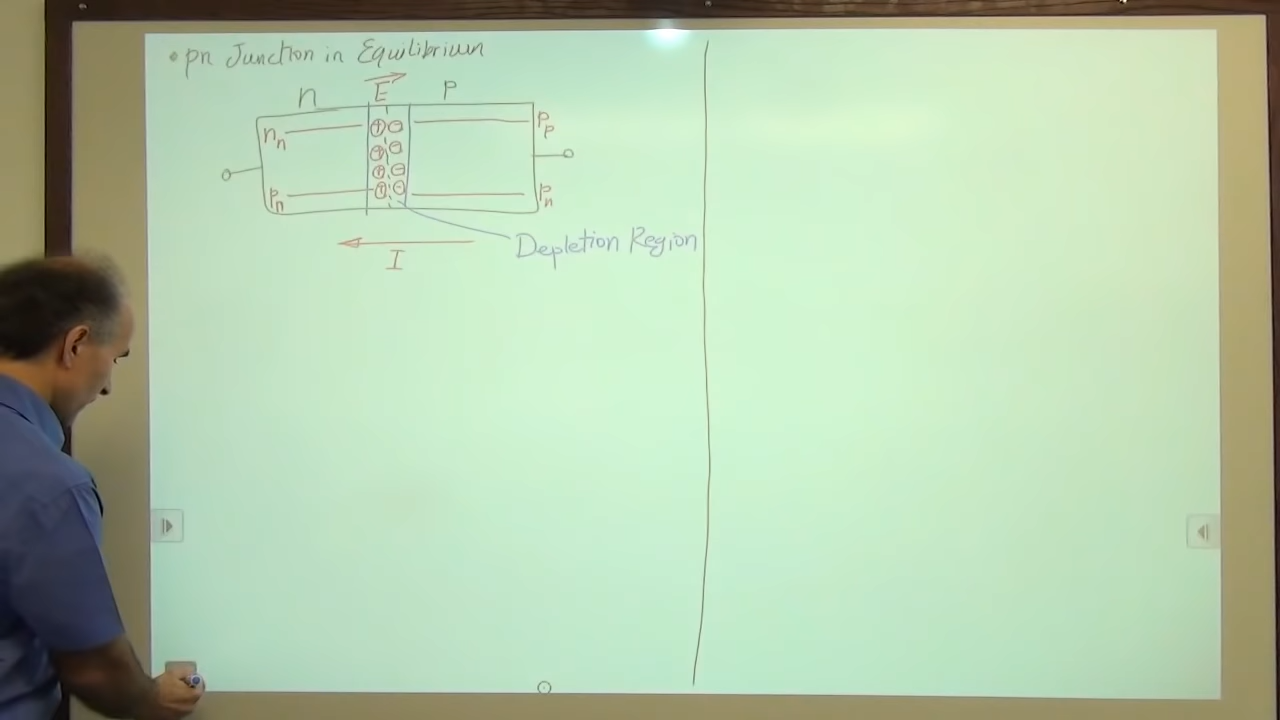 • pn Junction in Equilibrium
n E P
nn Pp
⊕ ⊖
⊕ ⊖
⊕ ⊖
⊕ ⊖
Pn Pn
I
Depletion Region